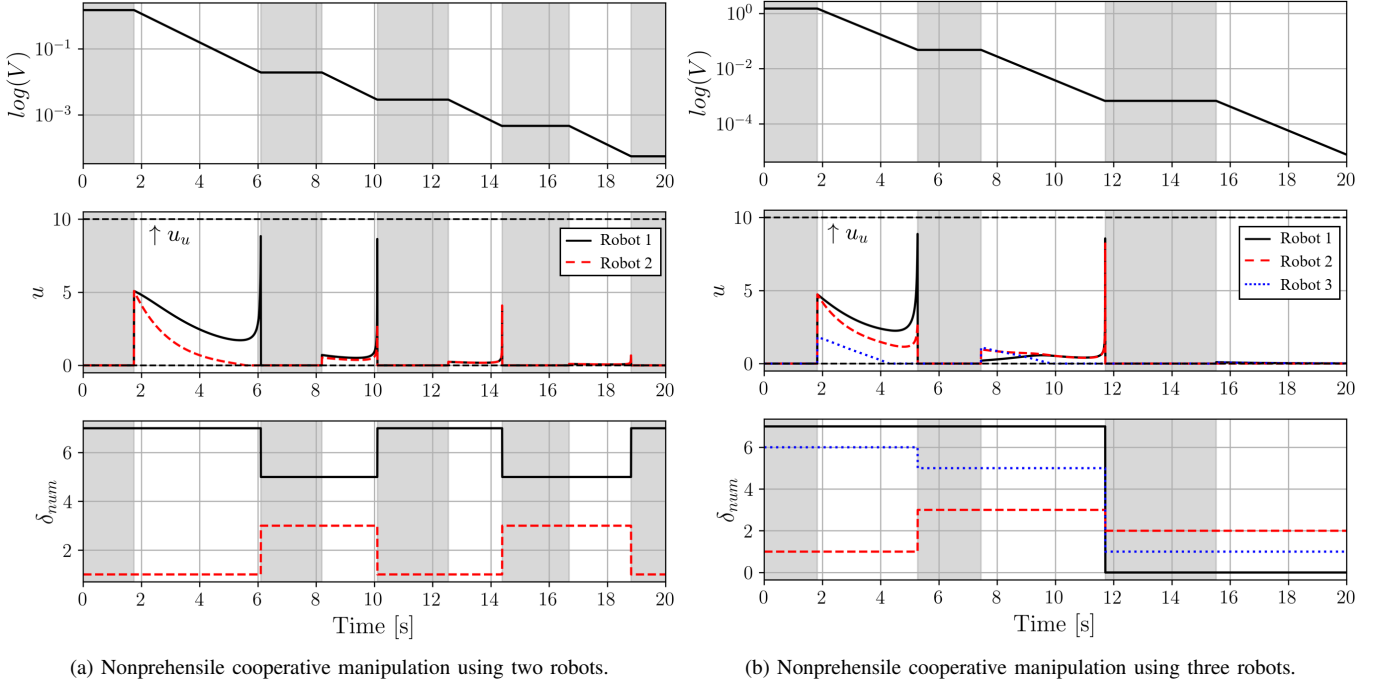 log(V)
10⁻¹
10⁻³
0 2 4 6 8 10 12 14 16 18 20
u
10
5
0
↑ u_u
Robot 1
Robot 2
0 2 4 6 8 10 12 14 16 18 20
δ_num
6
4
2
0 2 4 6 8 10 12 14 16 18 20
Time [s]
(a) Nonprehensile cooperative manipulation using two robots.
log(V)
10⁰
10⁻²
10⁻⁴
0 2 4 6 8 10 12 14 16 18 20
u
10
5
0
↑ u_u
Robot 1
Robot 2
Robot 3
0 2 4 6 8 10 12 14 16 18 20
δ_num
6
4
2
0
0 2 4 6 8 10 12 14 16 18 20
Time [s]
(b) Nonprehensile cooperative manipulation using three robots.